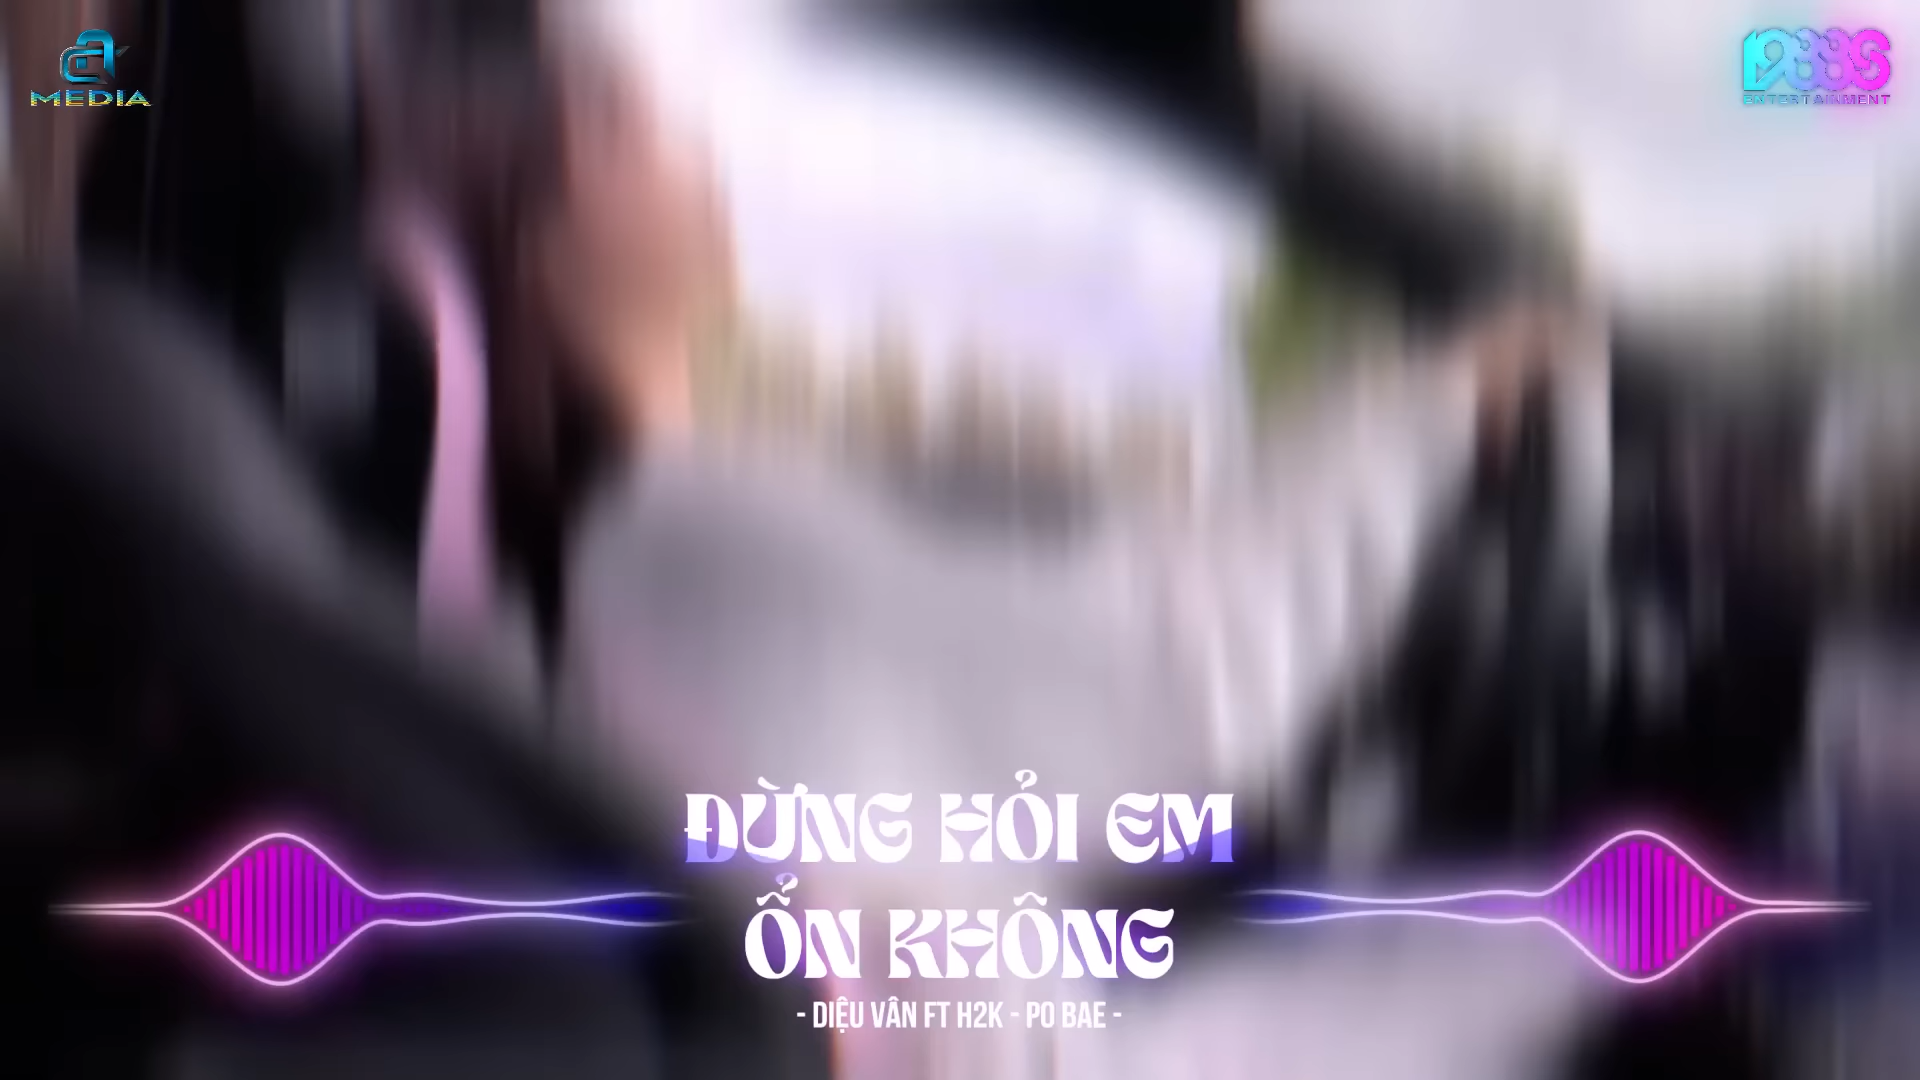 MEDIA
1988S
ENTERTAINMENT
ĐỪNG HỎI EM
ỔN KHÔNG
- DIỆU VÂN FT H2K - PO BAE -